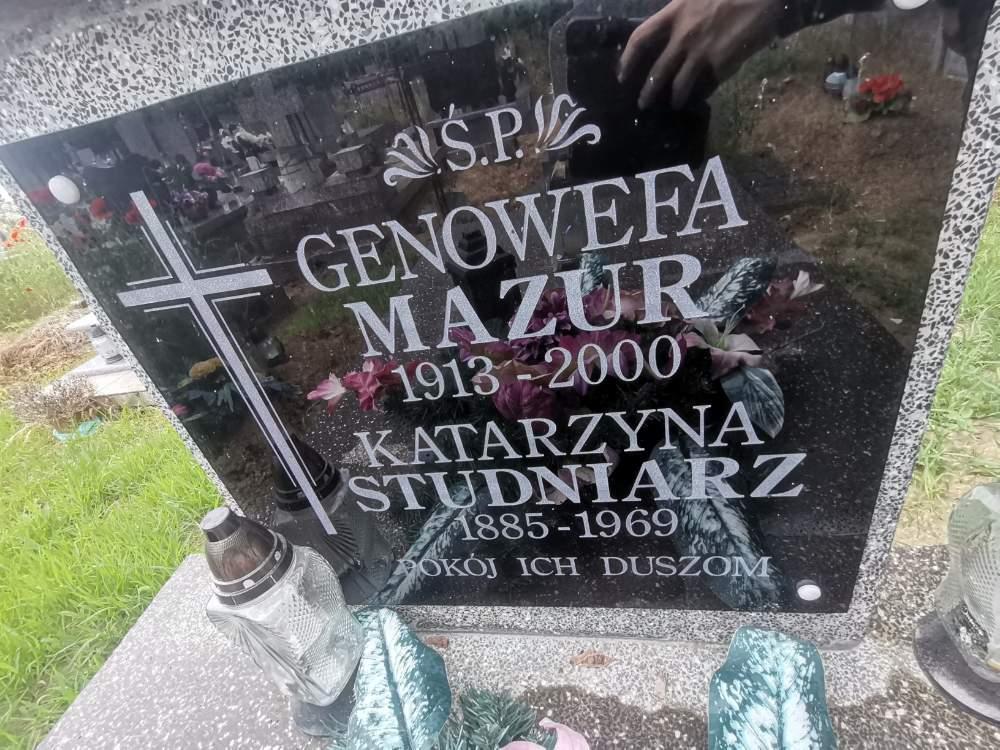 Ś.P.
GENOWEFA
MAZUR
1913-2000
KATARZYNA
STUDNIARZ
1885-1969
POKÓJ ICH DUSZOM